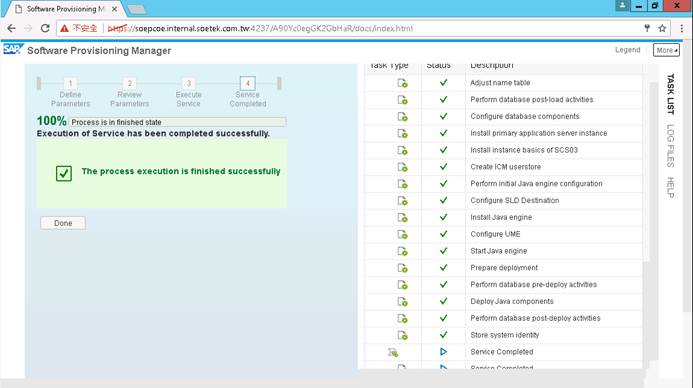 Software Provisioning M
不安全
https://soepcoe.internal.soetek.com.tw:4237/A90Yc0egGK2GbHaR/docs/index.html
SAP
Software Provisioning Manager
Legend
More
1
2
3
4
Define Parameters
Review Parameters
Execute Service
Service Completed
100%
Process is in finished state
Execution of Service has been completed successfully.
The process execution is finished successfully
Done
Task Type
Status
Description
Adjust name table
Perform database post-load activities
Configure database components
Install primary application server instance
Install instance basics of SCS03
Create ICM userstore
Perform initial Java engine configuration
Configure SLD Destination
Install Java engine
Configure UME
Start Java engine
Prepare deployment
Perform database pre-deploy activities
Deploy Java components
Perform database post-deploy activities
Store system identity
Service Completed
Service Completed
TASK LIST
LOG FILES
HELP